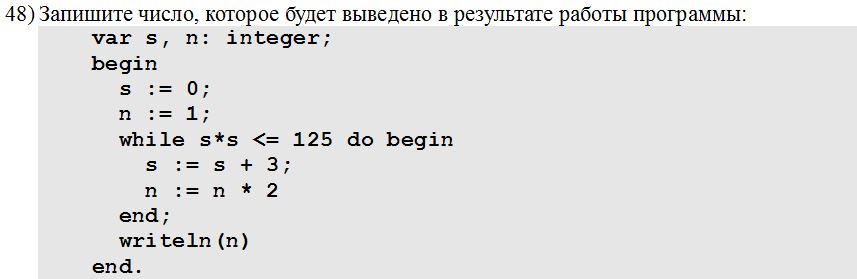 48) Запишите число, которое будет выведено в результате работы программы:
var s, n: integer;
begin
s := 0;
n := 1;
while s*s <= 125 do begin
s := s + 3;
n := n * 2
end;
writeln(n)
end.